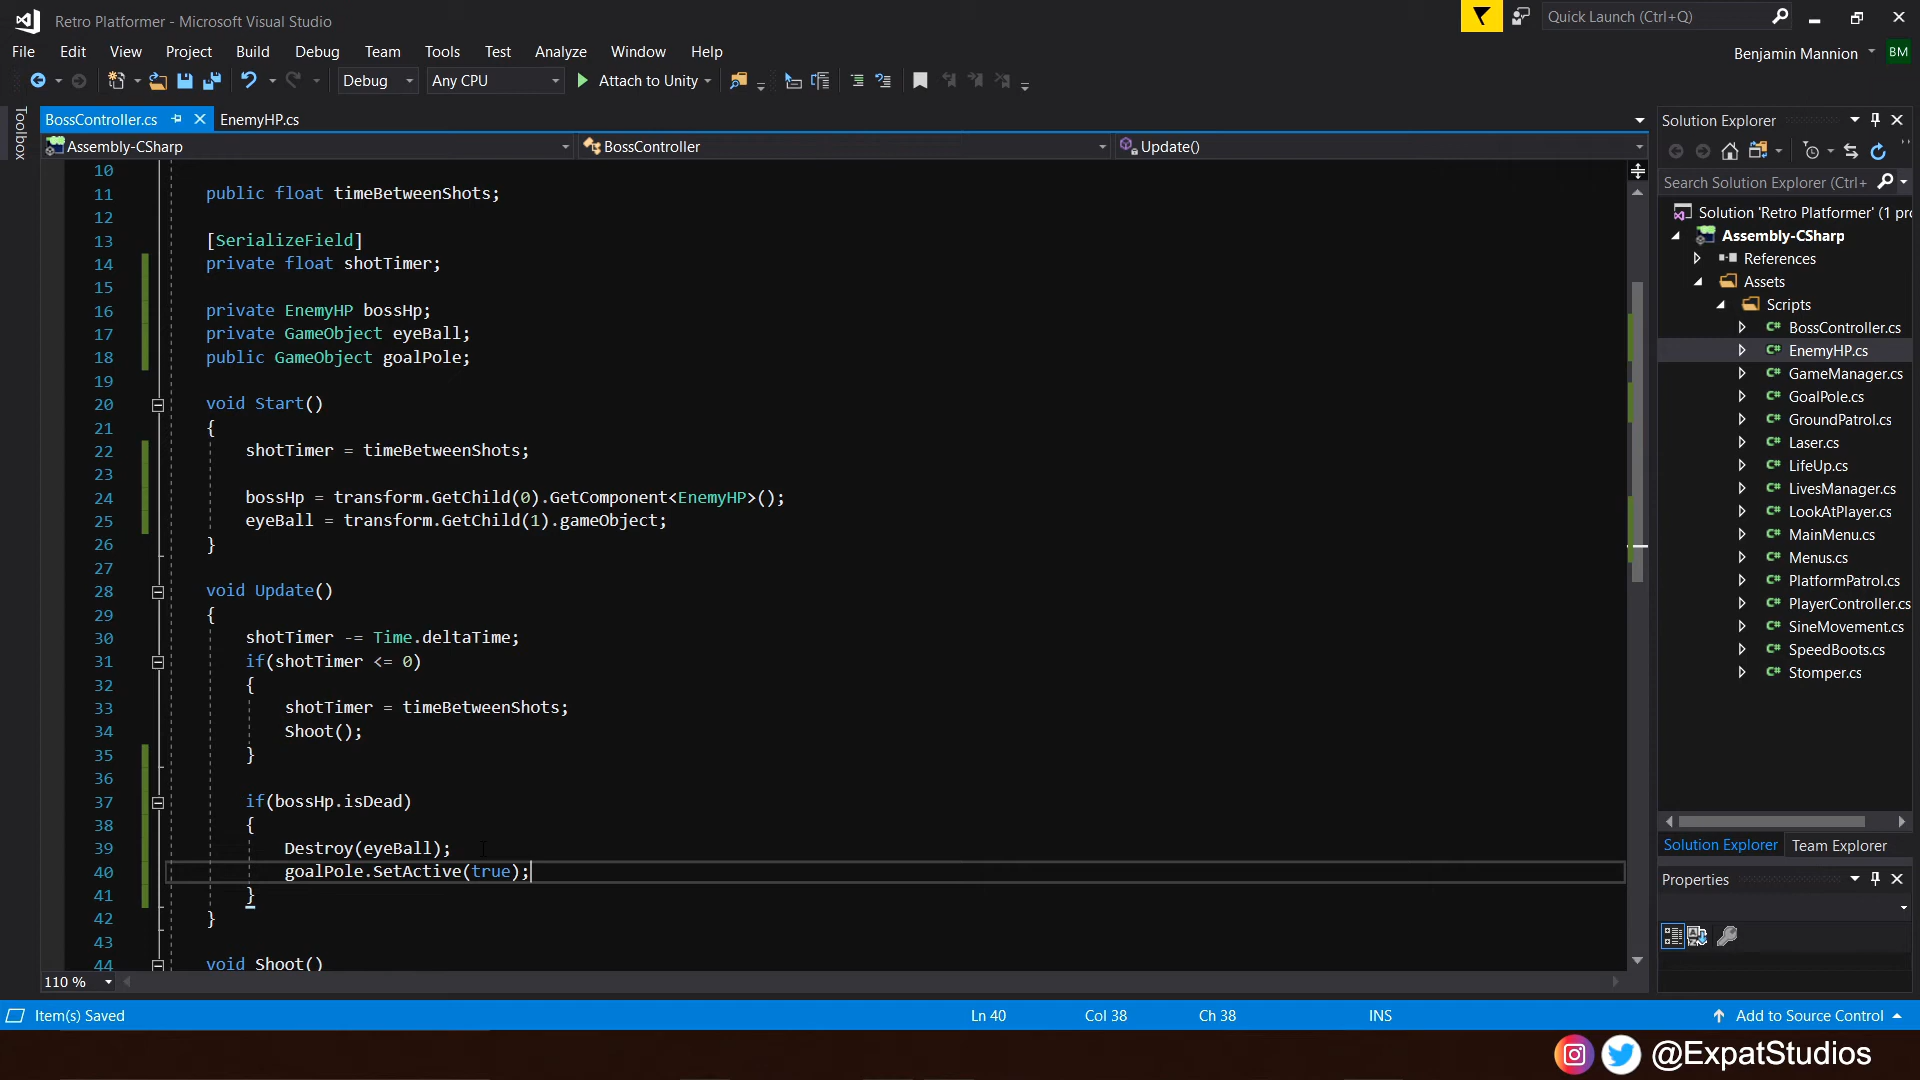 Retro Platformer - Microsoft Visual Studio
Quick Launch (Ctrl+Q)
File Edit View Project Build Debug Team Tools Test Analyze Window Help
Benjamin Mannion BM
Debug Any CPU Attach to Unity
Toolbox
BossController.cs EnemyHP.cs
Assembly-CSharp BossController Update()
10
11 public float timeBetweenShots;
12
13 [SerializeField]
14 private float shotTimer;
15
16 private EnemyHP bossHp;
17 private GameObject eyeBall;
18 public GameObject goalPole;
19
20 void Start()
21 {
22 shotTimer = timeBetweenShots;
23
24 bossHp = transform.GetChild(0).GetComponent<EnemyHP>();
25 eyeBall = transform.GetChild(1).gameObject;
26 }
27
28 void Update()
29 {
30 shotTimer -= Time.deltaTime;
31 if(shotTimer <= 0)
32 {
33 shotTimer = timeBetweenShots;
34 Shoot();
35 }
36
37 if(bossHp.isDead)
38 {
39 Destroy(eyeBall);
40 goalPole.SetActive(true);
41 }
42 }
43
44 void Shoot()
110 %
Solution Explorer
Search Solution Explorer (Ctrl+
Solution 'Retro Platformer' (1 pr
Assembly-CSharp
References
Assets
Scripts
C# BossController.cs
C# EnemyHP.cs
C# GameManager.cs
C# GoalPole.cs
C# GroundPatrol.cs
C# Laser.cs
C# LifeUp.cs
C# LivesManager.cs
C# LookAtPlayer.cs
C# MainMenu.cs
C# Menus.cs
C# PlatformPatrol.cs
C# PlayerController.cs
C# SineMovement.cs
C# SpeedBoots.cs
C# Stomper.cs
Solution Explorer Team Explorer
Properties
Item(s) Saved Ln 40 Col 38 Ch 38 INS Add to Source Control
@ExpatStudios